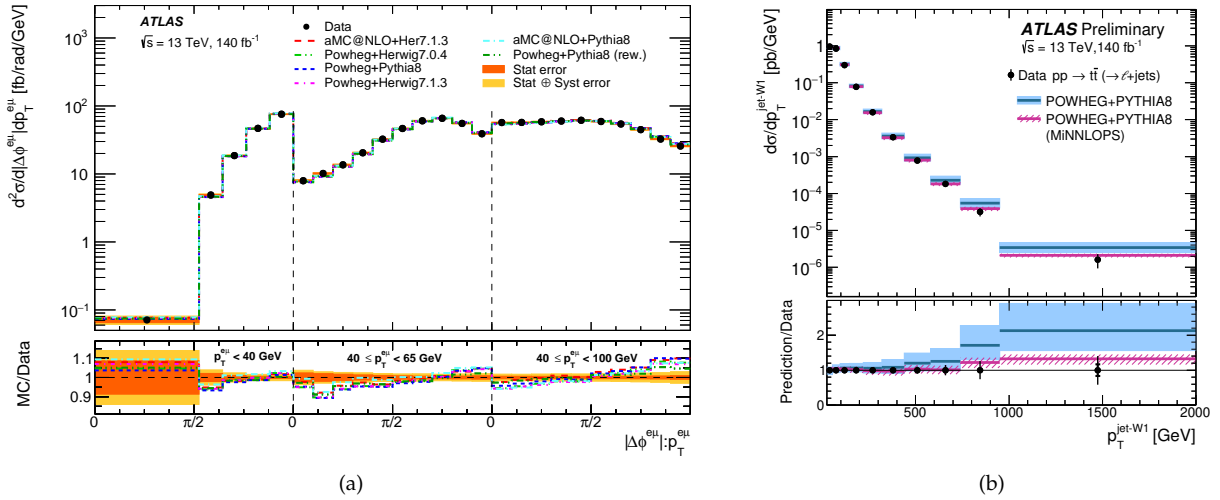 ATLAS
√s = 13 TeV, 140 fb⁻¹
Data
aMC@NLO+Her7.1.3
Powheg+Herwig7.0.4
Powheg+Pythia8
Powheg+Herwig7.1.3
aMC@NLO+Pythia8
Powheg+Pythia8 (rew.)
Stat error
Stat ⊕ Syst error
d²σ/d|Δϕᵉᵘ|dp_T^eμ [fb/rad/GeV]
10³
10²
10
1
10⁻¹
p_T^eμ < 40 GeV
40 ≤ p_T^eμ < 65 GeV
40 ≤ p_T^eμ < 100 GeV
MC/Data
1.1
1
0.9
0 π/2 0 π/2 0 π/2
|Δϕ^eμ|:p_T^eμ
(a)
ATLAS Preliminary
√s = 13 TeV,140 fb⁻¹
Data pp → tt̄ (→ℓ+jets)
POWHEG+PYTHIA8
POWHEG+PYTHIA8
(MiNNLOPS)
dσ/dp_T^jet-W1 [pb/GeV]
1
10⁻¹
10⁻²
10⁻³
10⁻⁴
10⁻⁵
10⁻⁶
Prediction/Data
2
1
0
500 1000 1500 2000
p_T^jet-W1 [GeV]
(b)